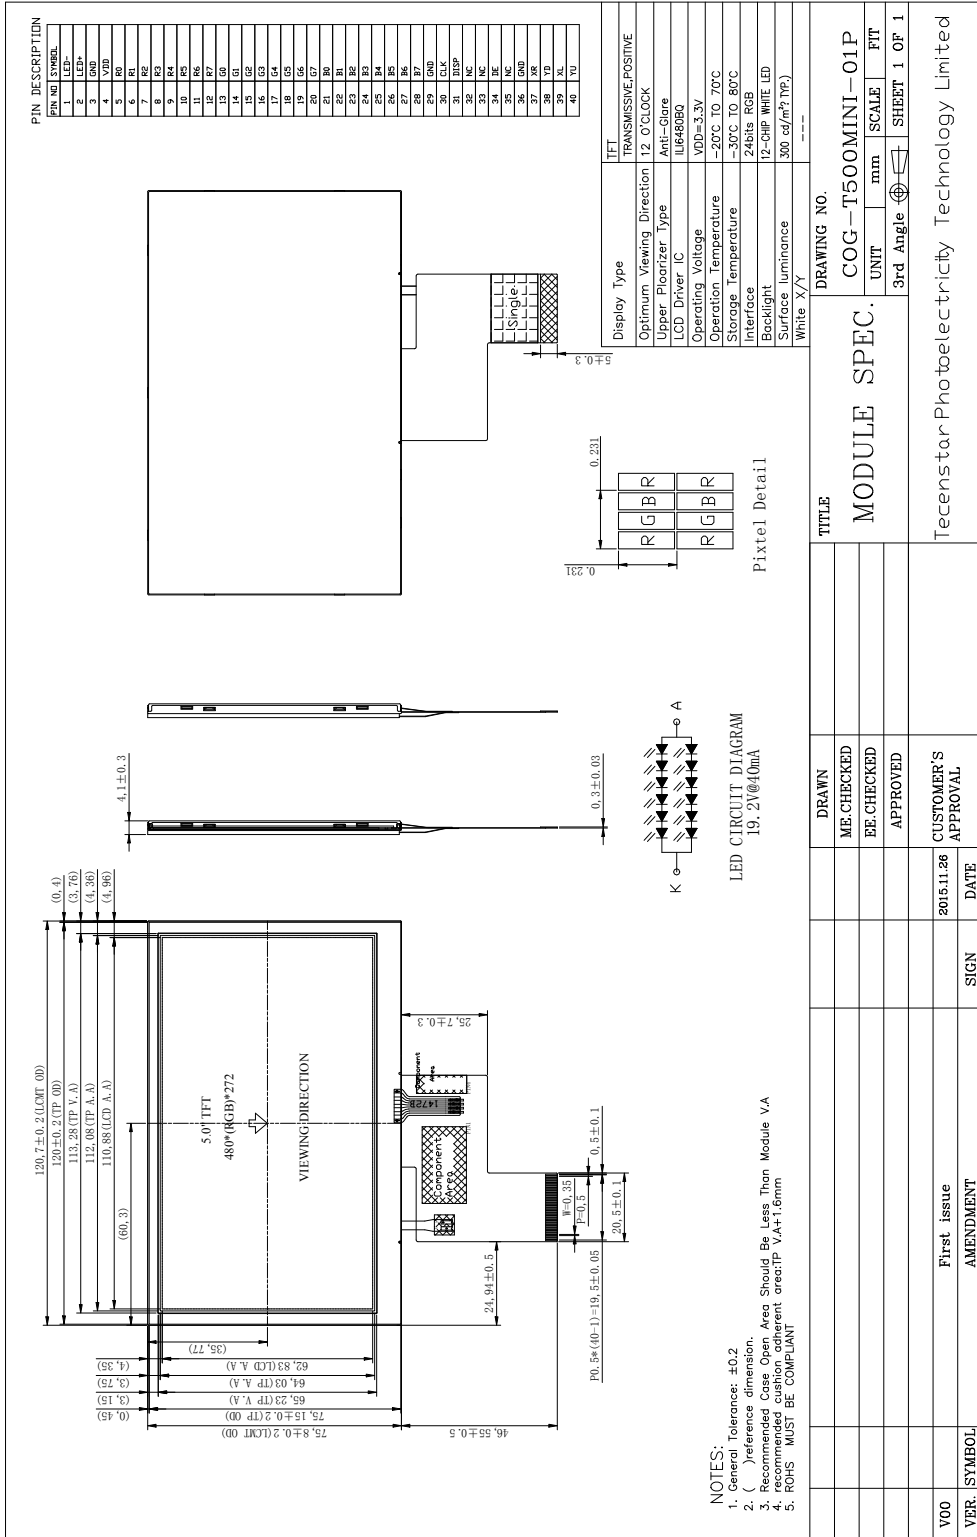 PIN DESCRIPTION
PIN NO SYMBOL
1 LED-
2 LED+
3 GND
4 VDD
5 R0
6 R1
7 R2
8 R3
9 R4
10 R5
11 R6
12 R7
13 G0
14 G1
15 G2
16 G3
17 G4
18 G5
19 G6
20 G7
21 B0
22 B1
23 B2
24 B3
25 B4
26 B5
27 B6
28 B7
29 GND
30 CLK
31 DISP
32 NC
33 NC
34 DE
35 NC
36 GND
37 XR
38 YD
39 XL
40 YU
120,7±0.2(LCMT OD)
120±0.2(TP OD)
113,28(TP V.A)
112,08(TP A.A)
110,88(LCD A.A)
(60,3)
(0,4)
(3,76)
(4,36)
(4,96)
4,1±0.3
(4,35)
(3,75)
(3,15)
(0,45)
(35,77)
62,83(LCD A.A)
64,03(TP A.A)
65,23(TP V.A)
75,15±0.2(TP OD)
75,8±0.2(LCMT OD)
46,55±0.5
5.0" TFT
480*(RGB)*272
VIEWING DIRECTION
25,7±0.3
Component
Area
1472B
Component
Area
24,94±0.5
W=0,35
P=0,5
P0.5*(40-1)=19,5±0.05
0,5±0.1
20,5±0.1
0,3±0.03
Single
5±0.3
K
A
LED CIRCUIT DIAGRAM
19.2V@40mA
0,231
0,231
R G B R
R G B R
Pixtel Detail
Display Type TFT TRANSMISSIVE,POSITIVE
Optimum Viewing Direction 12 O'CLOCK
Upper Ploarizer Type Anti-Glare
LCD Driver IC ILI6480BQ
Operating Voltage VDD=3.3V
Operation Temperature -20°C TO 70°C
Storage Temperature -30°C TO 80°C
Interface 24bits RGB
Backlight 12-CHIP WHITE LED
Surface luminance 300 cd/m²? TYP.)
White X/Y ---
NOTES:
1. General Tolerance: ±0.2
2. ( )reference dimension.
3. Recommended Case Open Area Should Be Less Than Module V.A
4. recommended cushion adherent area:TP V.A+1.6mm
5. ROHS MUST BE COMPLIANT
DRAWN
ME.CHECKED
EE.CHECKED
APPROVED
CUSTOMER'S
APPROVAL
TITLE
MODULE SPEC.
DRAWING NO.
COG-T500MINI-01P
UNIT mm SCALE FIT
3rd Angle SHEET 1 OF 1
Tecenstar Photoelectricity Technology Limited
V00 First issue 2015.11.26
VER. SYMBOL AMENDMENT SIGN DATE